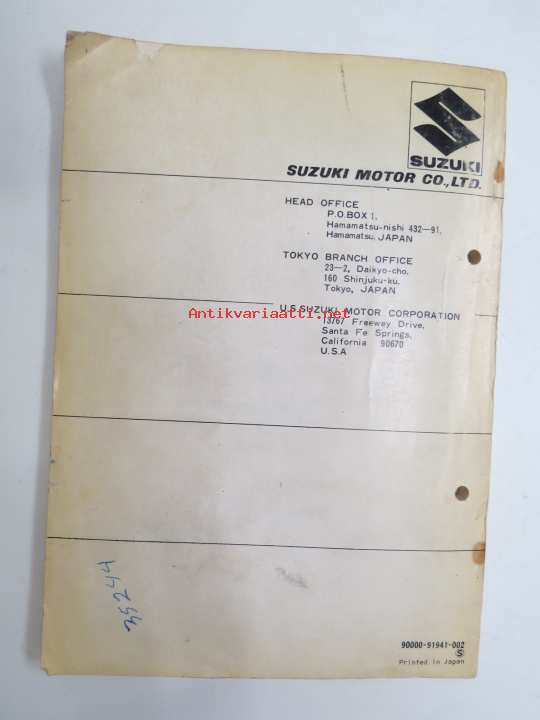 SUZUKI
SUZUKI MOTOR CO.,LTD.
HEAD OFFICE
P.O.BOX 1,
Hamamatsu-nishi 432—91,
Hamamatsu, JAPAN
TOKYO BRANCH OFFICE
23—2, Daikyo-cho,
160 Shinjuku-ku,
Tokyo, JAPAN
U.S.SUZUKI MOTOR CORPORATION
13767 Freeway Drive,
Santa Fe Springs,
California 90670
U.S.A
Antikvariaatti.net
35244
90000-91941-002
S
Printed in Japan